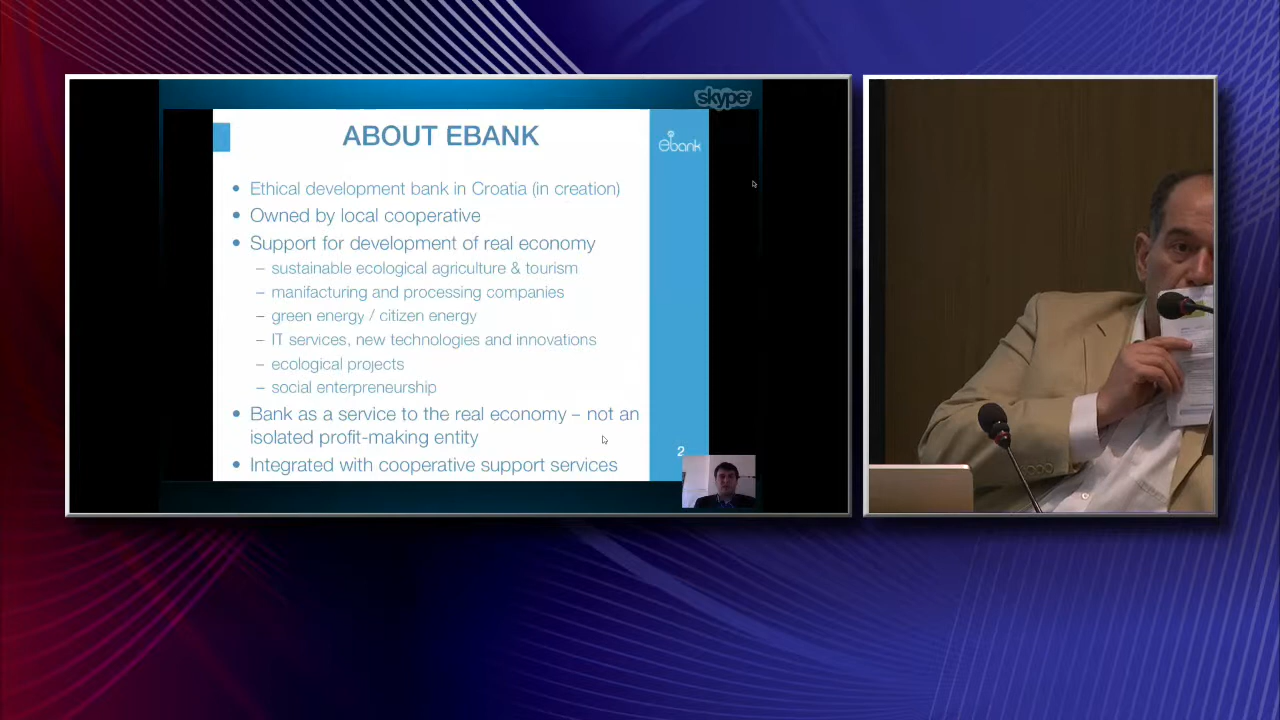 skype
ABOUT EBANK
ebank
• Ethical development bank in Croatia (in creation)
• Owned by local cooperative
• Support for development of real economy
– sustainable ecological agriculture & tourism
– manifacturing and processing companies
– green energy / citizen energy
– IT services, new technologies and innovations
– ecological projects
– social enterpreneurship
• Bank as a service to the real economy – not an
isolated profit-making entity
• Integrated with cooperative support services
2